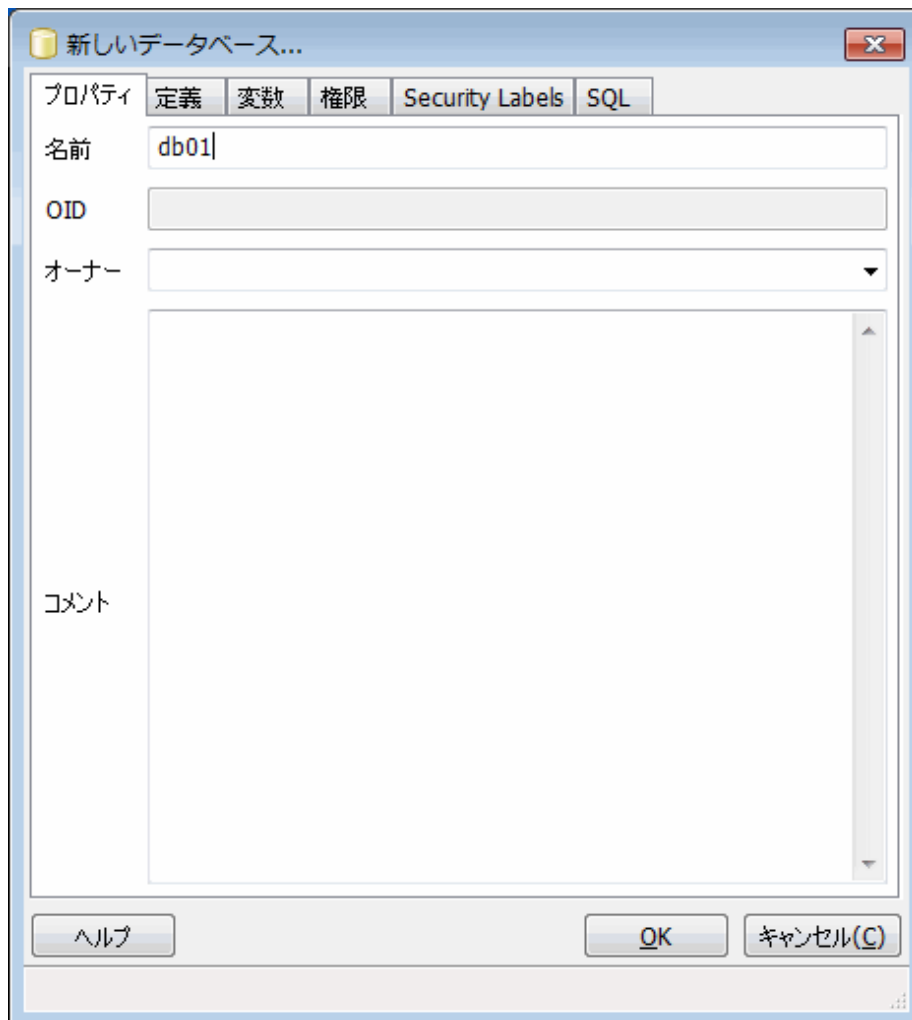 新しいデータベース...
プロパティ 定義 変数 権限 Security Labels SQL
名前 db01
OID
オーナー
コメント
ヘルプ OK キャンセル(C)